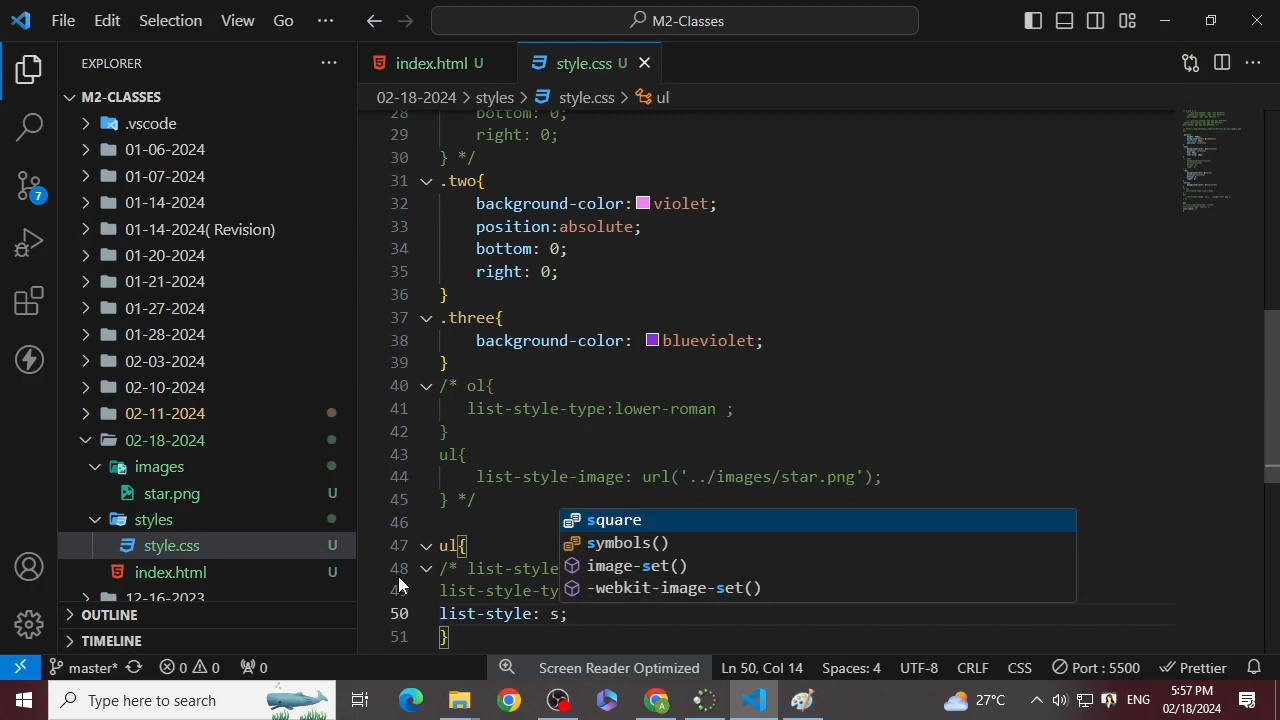 File Edit Selection View Go ··· M2-Classes
EXPLORER ···
index.html U style.css U
M2-CLASSES
02-18-2024 > styles > style.css > ul
.vscode
01-06-2024
01-07-2024
01-14-2024
01-14-2024( Revision)
01-20-2024
01-21-2024
01-27-2024
01-28-2024
02-03-2024
02-10-2024
02-11-2024
02-18-2024
images
star.png U
styles
style.css U
index.html U
12-16-2023
OUTLINE
TIMELINE
7
28 bottom: 0;
29 right: 0;
30 } */
31 .two{
32 background-color: violet;
33 position:absolute;
34 bottom: 0;
35 right: 0;
36 }
37 .three{
38 background-color: blueviolet;
39 }
40 /* ol{
41 list-style-type:lower-roman ;
42 }
43 ul{
44 list-style-image: url('../images/star.png');
45 } */
46
47 ul{
48 /* list-style
list-style-ty
50 list-style: s;
51 }
square
symbols()
image-set()
-webkit-image-set()
master* 0 0 0 Screen Reader Optimized Ln 50, Col 14 Spaces: 4 UTF-8 CRLF CSS Port : 5500 Prettier
Type here to search 27°C ENG 5:57 PM
02/18/2024